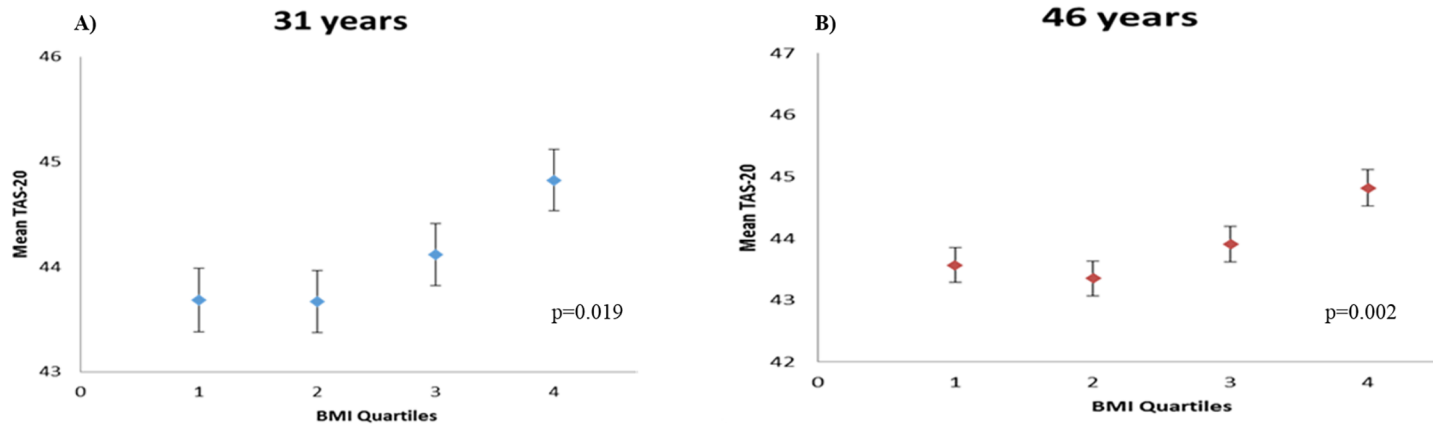 A)
31 years
46
45
44
43
Mean TAS-20
p=0.019
0 1 2 3 4
BMI Quartiles
B)
46 years
47
46
45
44
43
42
Mean TAS-20
p=0.002
0 1 2 3 4
BMI Quartiles